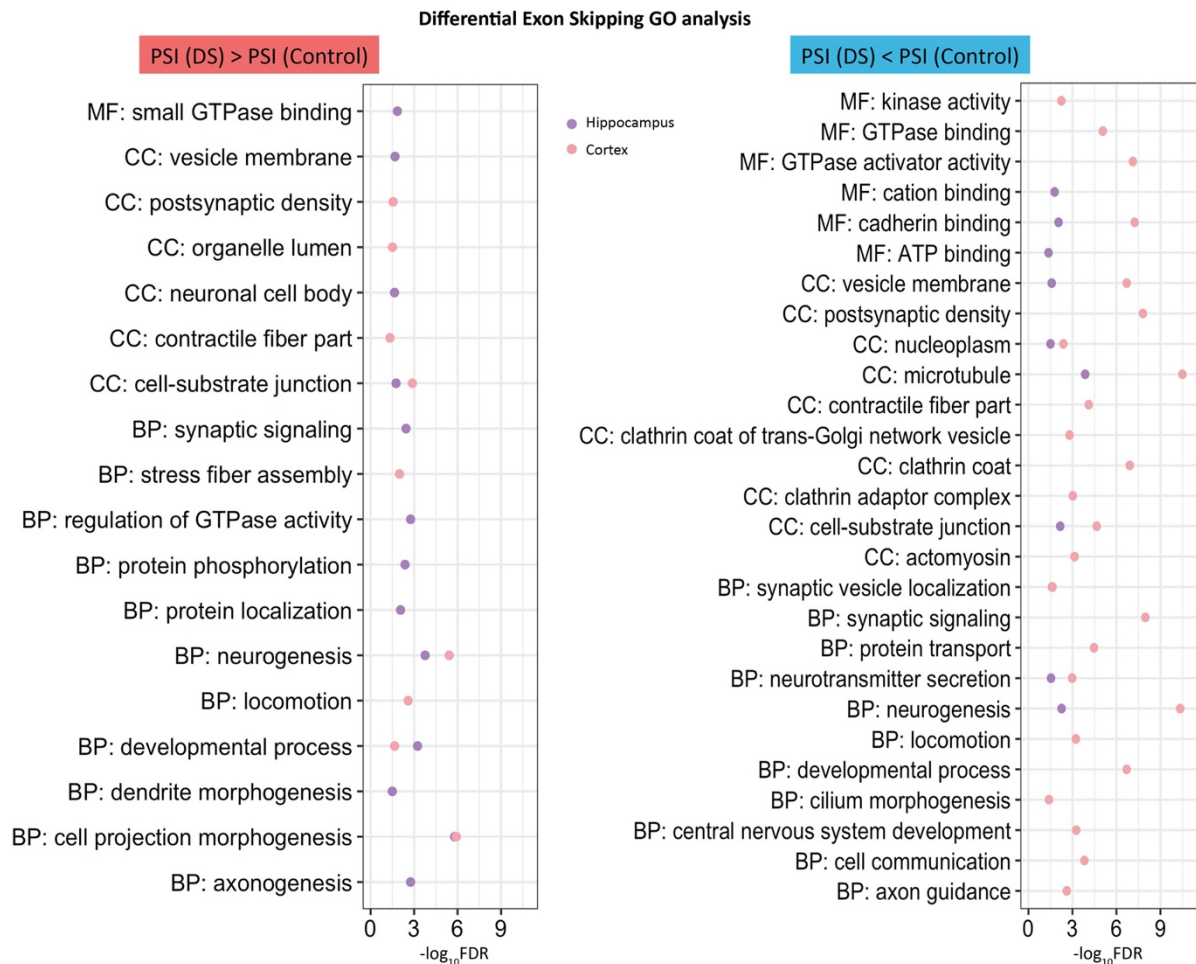 Differential Exon Skipping GO analysis
PSI (DS) > PSI (Control)
MF: small GTPase binding
CC: vesicle membrane
CC: postsynaptic density
CC: organelle lumen
CC: neuronal cell body
CC: contractile fiber part
CC: cell-substrate junction
BP: synaptic signaling
BP: stress fiber assembly
BP: regulation of GTPase activity
BP: protein phosphorylation
BP: protein localization
BP: neurogenesis
BP: locomotion
BP: developmental process
BP: dendrite morphogenesis
BP: cell projection morphogenesis
BP: axonogenesis
0 3 6 9
-log₁₀FDR
Hippocampus
Cortex
PSI (DS) < PSI (Control)
MF: kinase activity
MF: GTPase binding
MF: GTPase activator activity
MF: cation binding
MF: cadherin binding
MF: ATP binding
CC: vesicle membrane
CC: postsynaptic density
CC: nucleoplasm
CC: microtubule
CC: contractile fiber part
CC: clathrin coat of trans-Golgi network vesicle
CC: clathrin coat
CC: clathrin adaptor complex
CC: cell-substrate junction
CC: actomyosin
BP: synaptic vesicle localization
BP: synaptic signaling
BP: protein transport
BP: neurotransmitter secretion
BP: neurogenesis
BP: locomotion
BP: developmental process
BP: cilium morphogenesis
BP: central nervous system development
BP: cell communication
BP: axon guidance
0 3 6 9
-log₁₀FDR